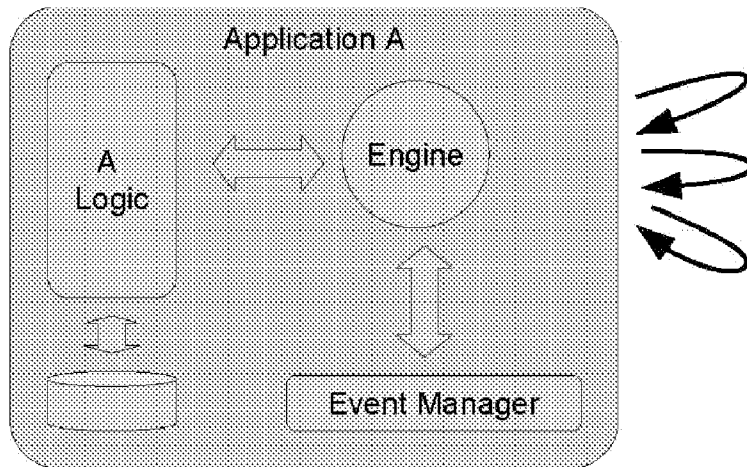 Application A
A
Logic
Engine
Event Manager